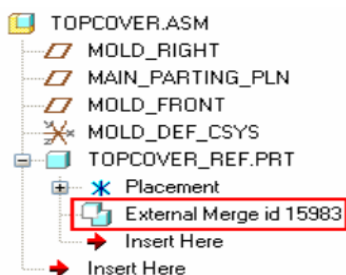 TOPCOVER.ASM
MOLD_RIGHT
MAIN_PARTING_PLN
MOLD_FRONT
MOLD_DEF_CSYS
TOPCOVER_REF.PRT
Placement
External Merge id 15983
Insert Here
Insert Here